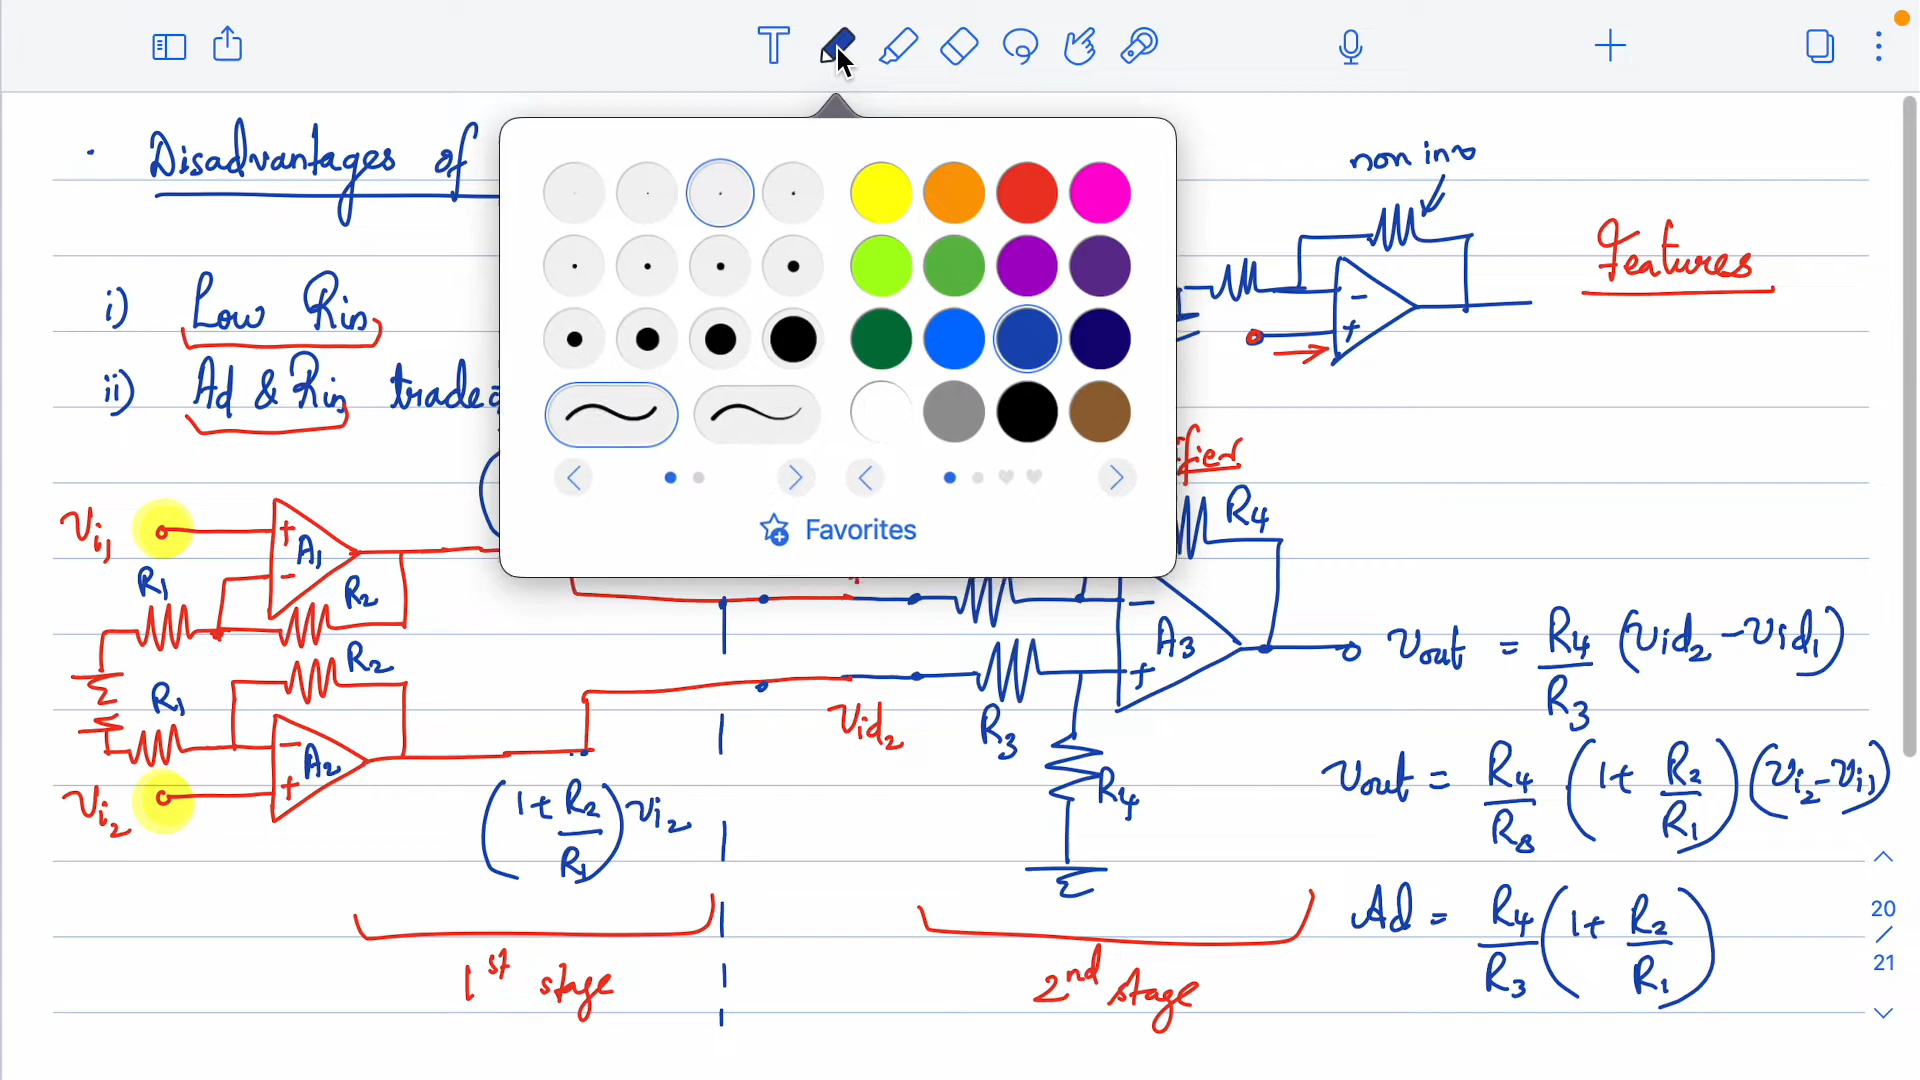 Disadvantages of
non inv
Features
i) Low Rin
ii) Ad & Rin
fier
R4
Vi1
A1
R1
R2
R2
R1
A2
Vi2
(1+ R2/R1) Vi2
Vid2
R3
R4
A3
Vout = R4/R3 (Vid2 - Vid1)
Vout = R4/R3 (1+ R2/R1) (Vi2 - Vi1)
Ad = R4/R3 (1+ R2/R1)
1st stage
2nd stage
Favorites
20
/
21